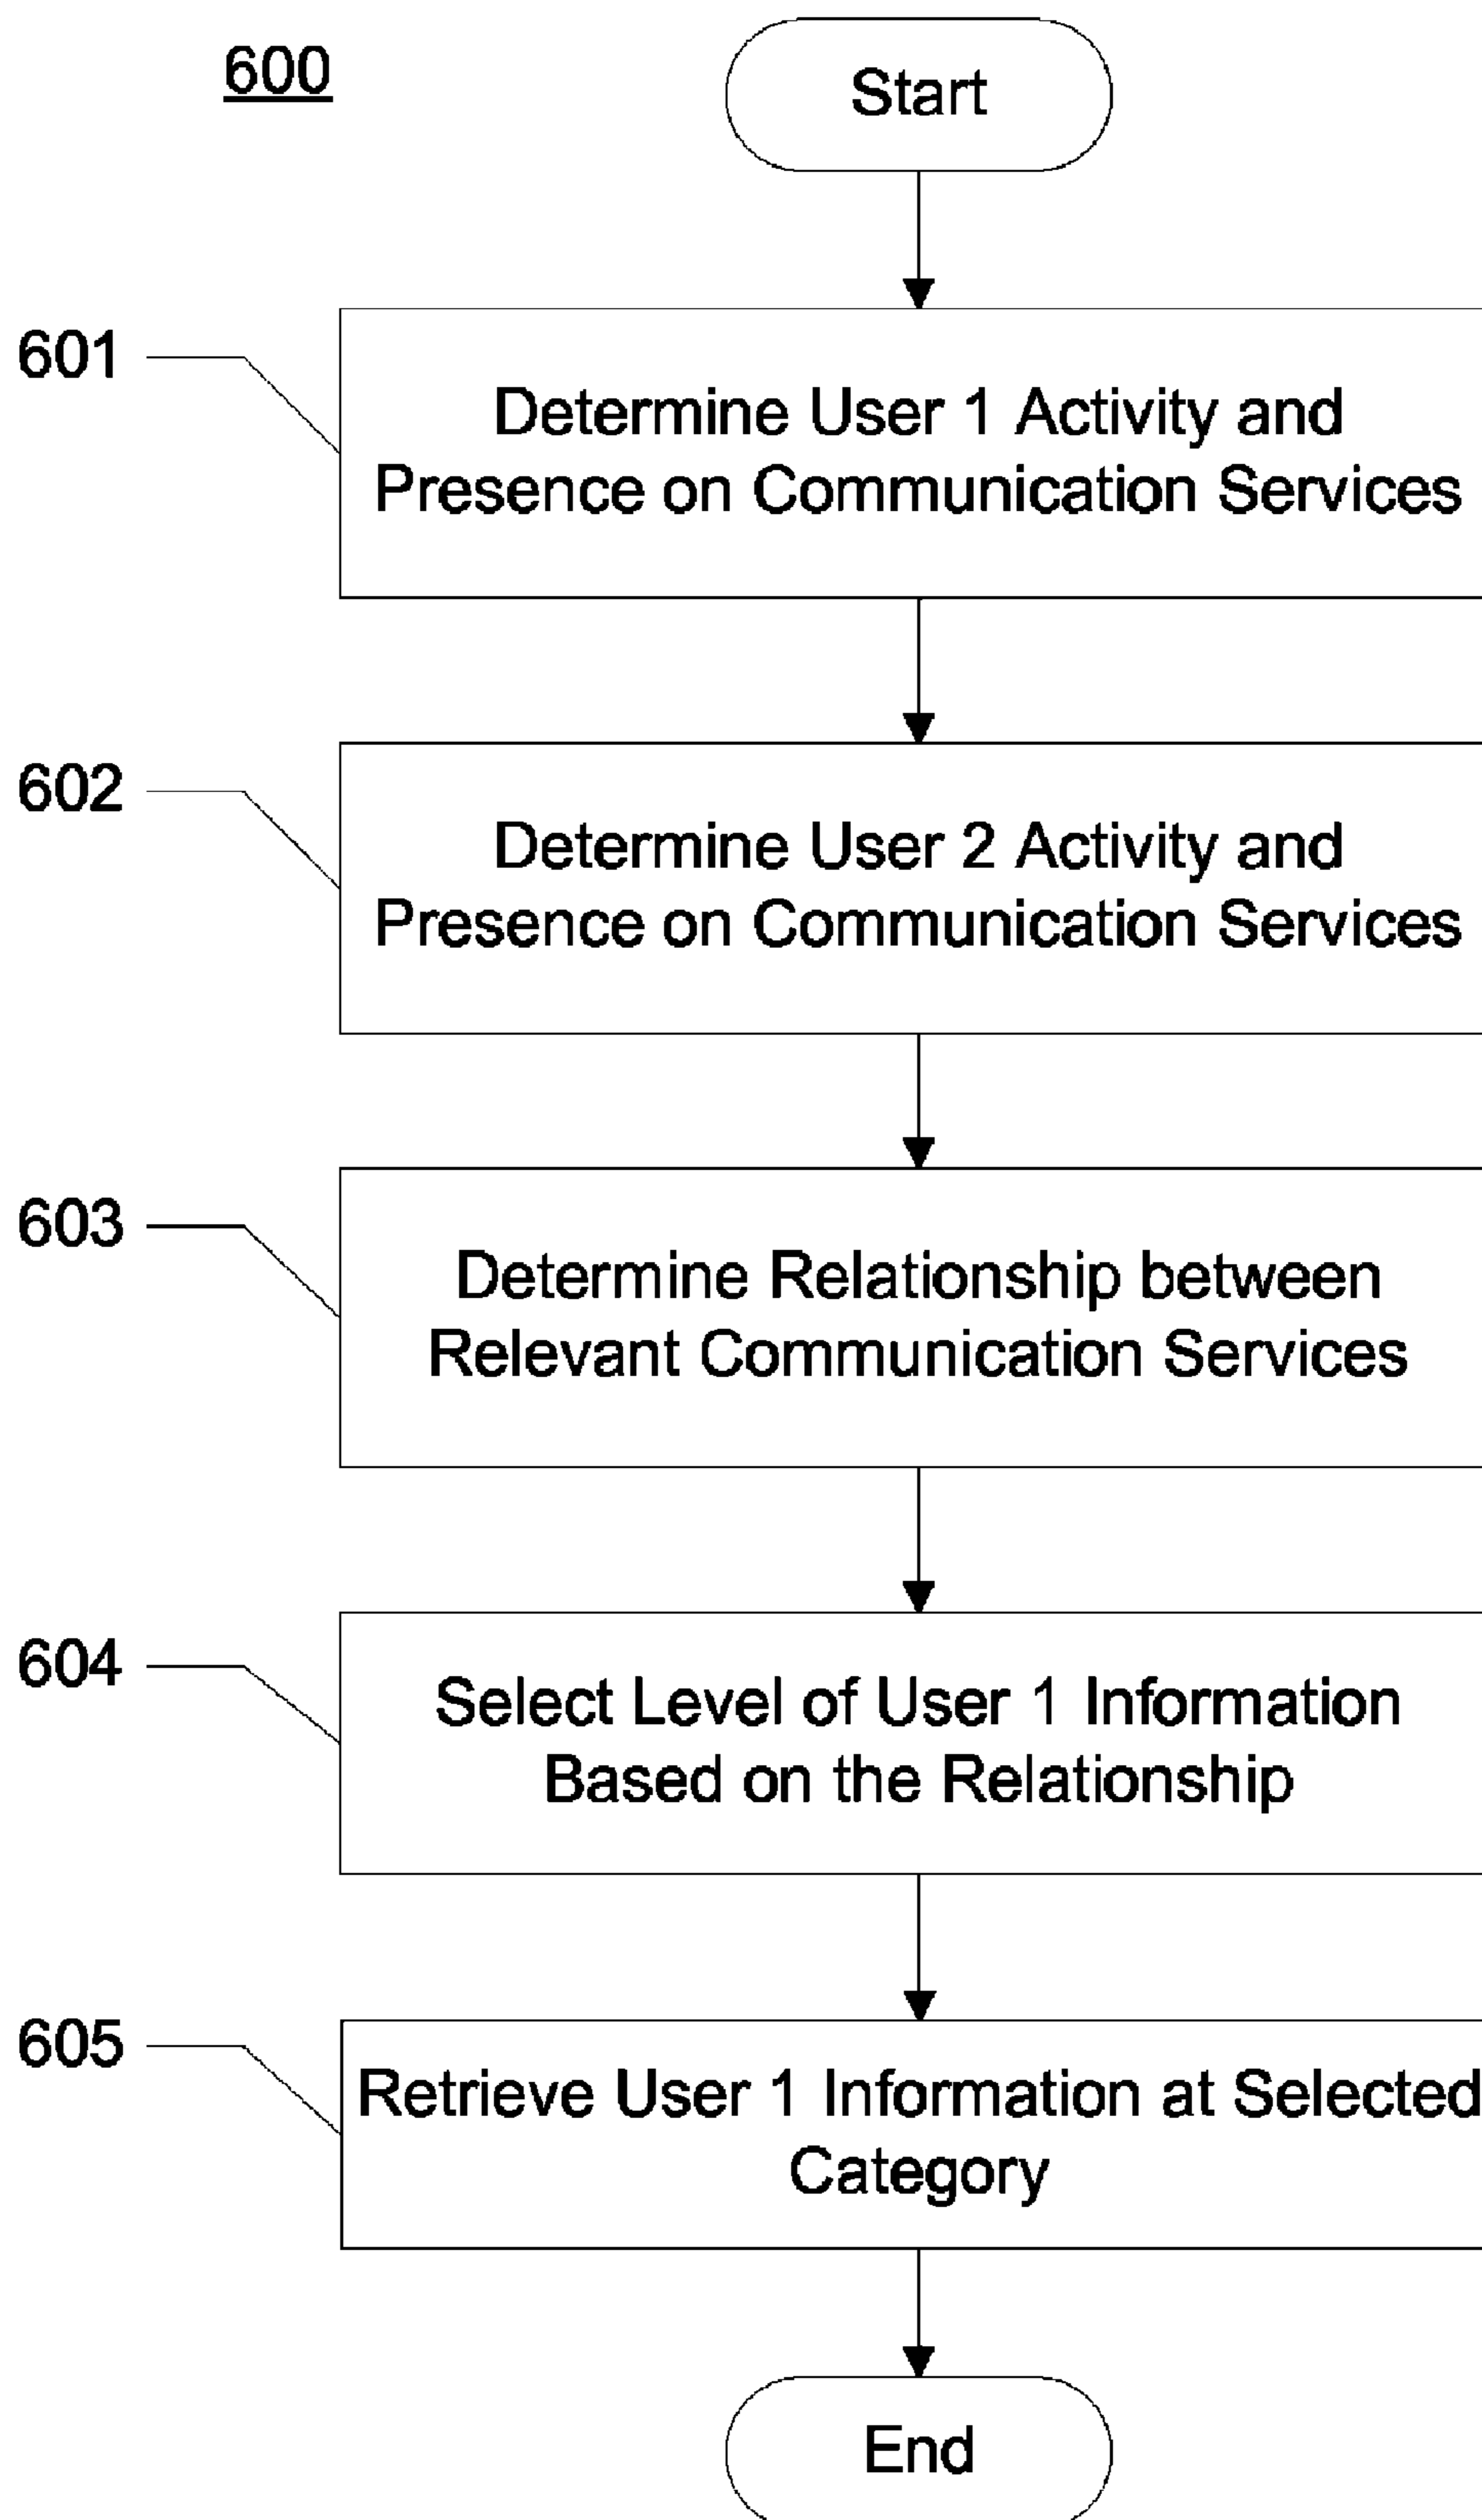 600
Start
601
Determine User 1 Activity and
Presence on Communication Services
602
Determine User 2 Activity and
Presence on Communication Services
603
Determine Relationship between
Relevant Communication Services
604
Select Level of User 1 Information
Based on the Relationship
605
Retrieve User 1 Information at Selected
Category
End